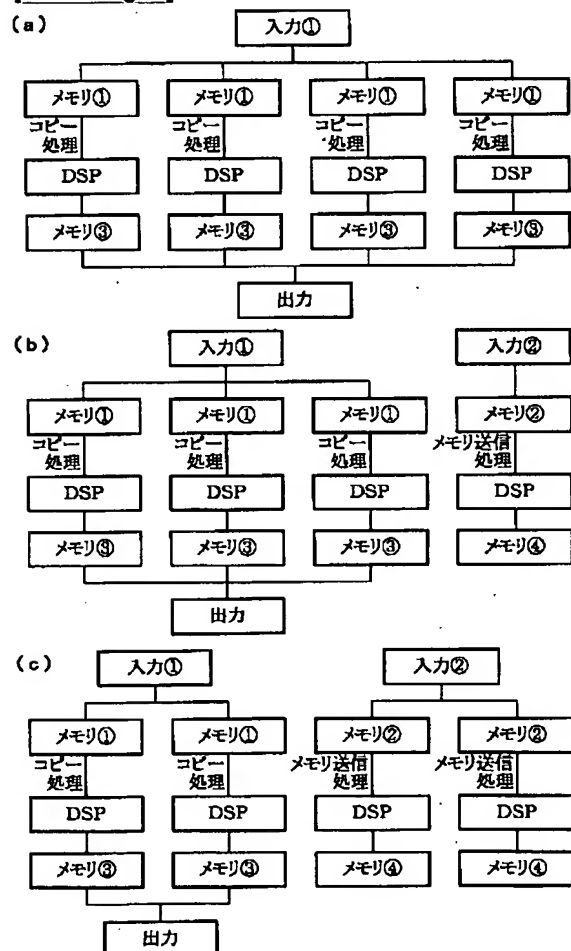 (a)
入力①
メモリ① メモリ① メモリ① メモリ①
コピー コピー コピー コピー
処理 処理 処理 処理
DSP DSP DSP DSP
メモリ③ メモリ③ メモリ③ メモリ③
出力
(b)
入力① 入力②
メモリ① メモリ① メモリ① メモリ②
コピー コピー コピー メモリ送信
処理 処理 処理 処理
DSP DSP DSP DSP
メモリ③ メモリ③ メモリ③ メモリ④
出力
(c)
入力① 入力②
メモリ① メモリ① メモリ② メモリ②
コピー コピー メモリ送信 メモリ送信
処理 処理 処理 処理
DSP DSP DSP DSP
メモリ③ メモリ③ メモリ④ メモリ④
出力